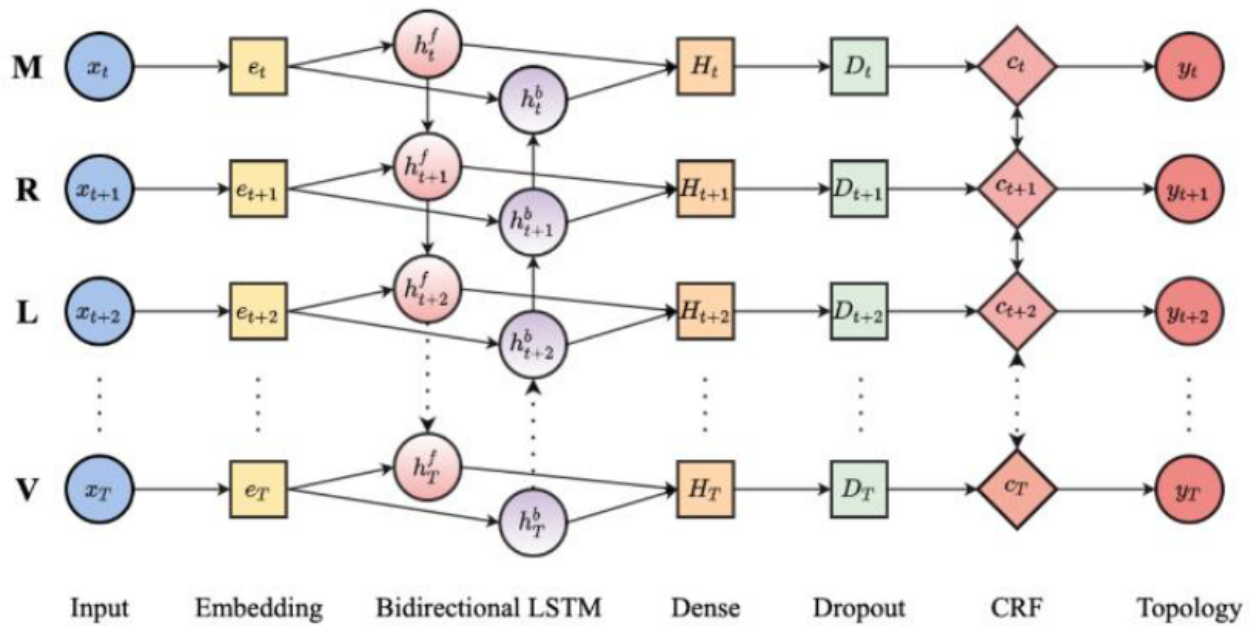 M x_t e_t h_t^f h_t^b H_t D_t c_t y_t
R x_{t+1} e_{t+1} h_{t+1}^f h_{t+1}^b H_{t+1} D_{t+1} c_{t+1} y_{t+1}
L x_{t+2} e_{t+2} h_{t+2}^f h_{t+2}^b H_{t+2} D_{t+2} c_{t+2} y_{t+2}
V x_T e_T h_T^f h_T^b H_T D_T c_T y_T
Input Embedding Bidirectional LSTM Dense Dropout CRF Topology